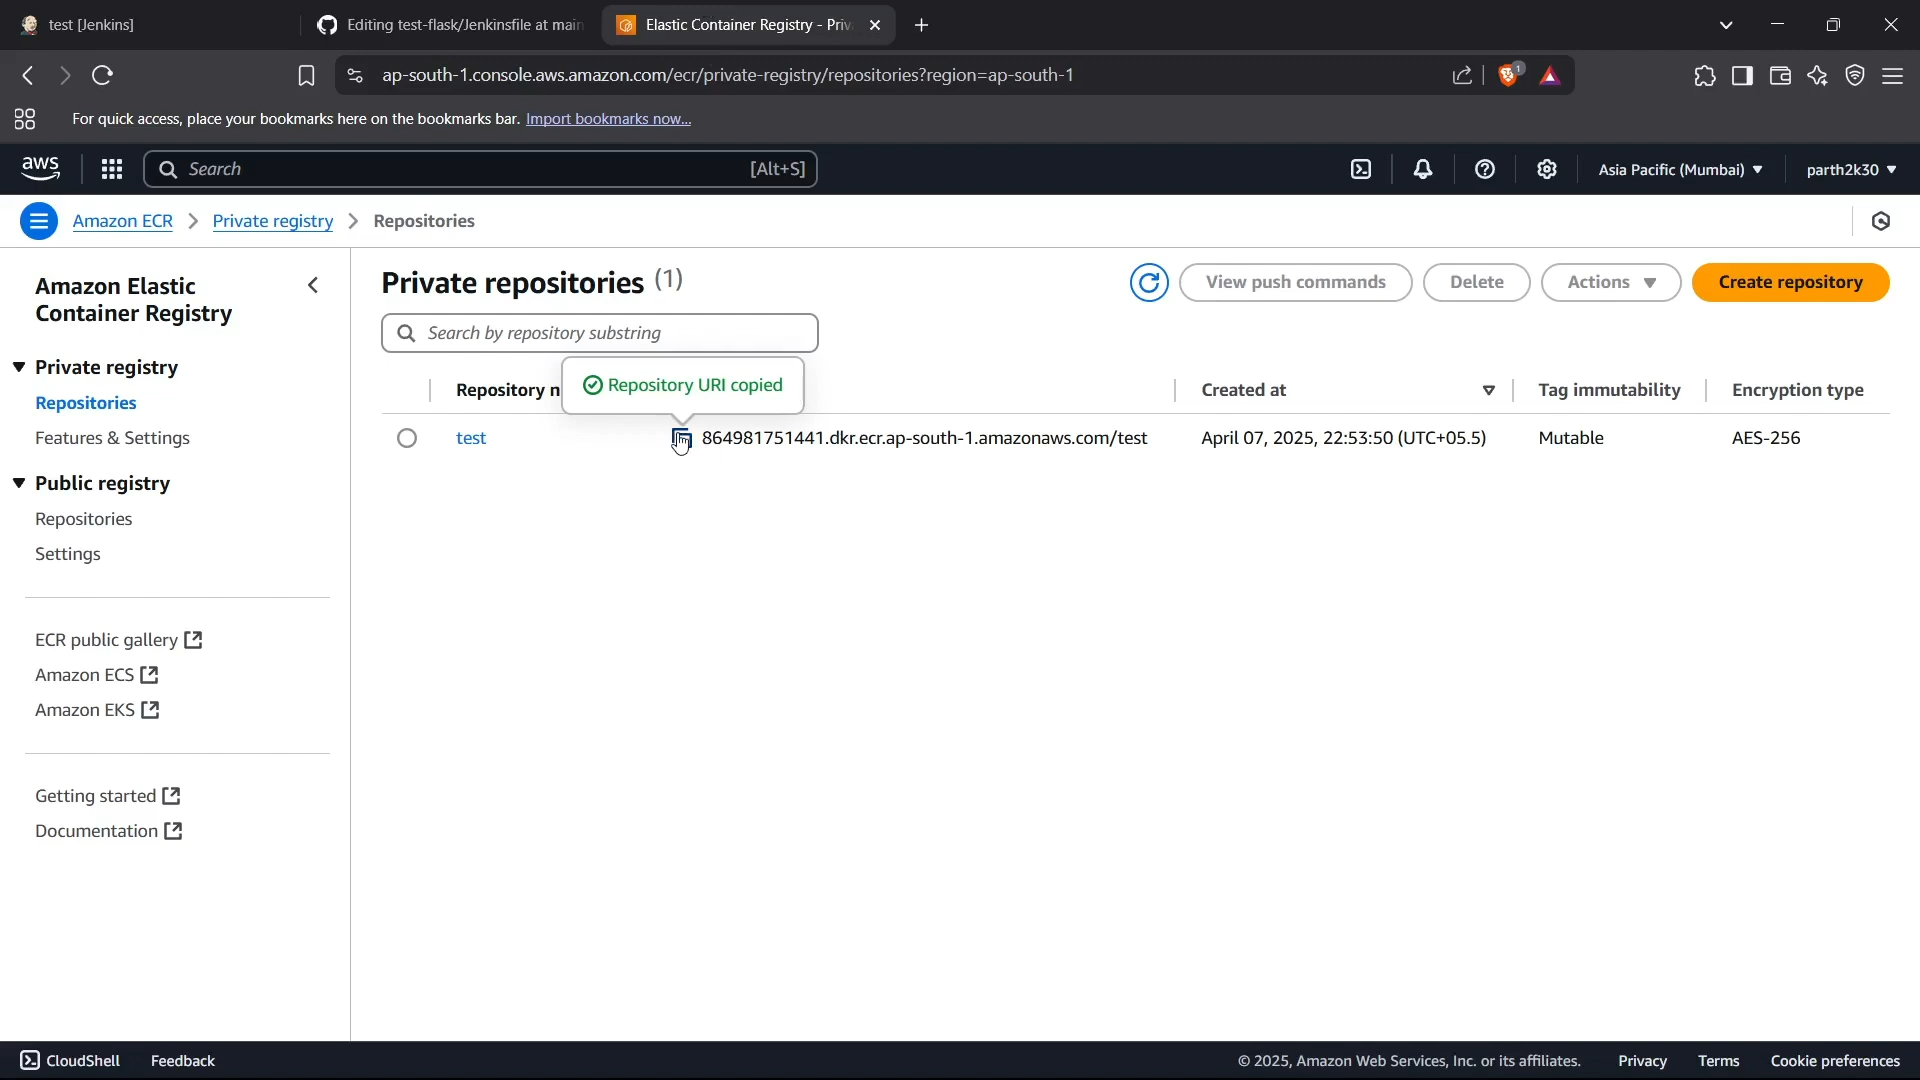 test [Jenkins]
Editing test-flask/Jenkinsfile at main
Elastic Container Registry - Priv
ap-south-1.console.aws.amazon.com/ecr/private-registry/repositories?region=ap-south-1
1
For quick access, place your bookmarks here on the bookmarks bar. Import bookmarks now...
aws
Search
[Alt+S]
Asia Pacific (Mumbai)
parth2k30
Amazon ECR
Private registry
Repositories
Amazon Elastic
Container Registry
Private registry
Repositories
Features & Settings
Public registry
Repositories
Settings
ECR public gallery
Amazon ECS
Amazon EKS
Getting started
Documentation
Private repositories (1)
View push commands
Delete
Actions
Create repository
Search by repository substring
Repository URI copied
Repository n
Created at
Tag immutability
Encryption type
test
864981751441.dkr.ecr.ap-south-1.amazonaws.com/test
April 07, 2025, 22:53:50 (UTC+05.5)
Mutable
AES-256
CloudShell
Feedback
© 2025, Amazon Web Services, Inc. or its affiliates.
Privacy
Terms
Cookie preferences